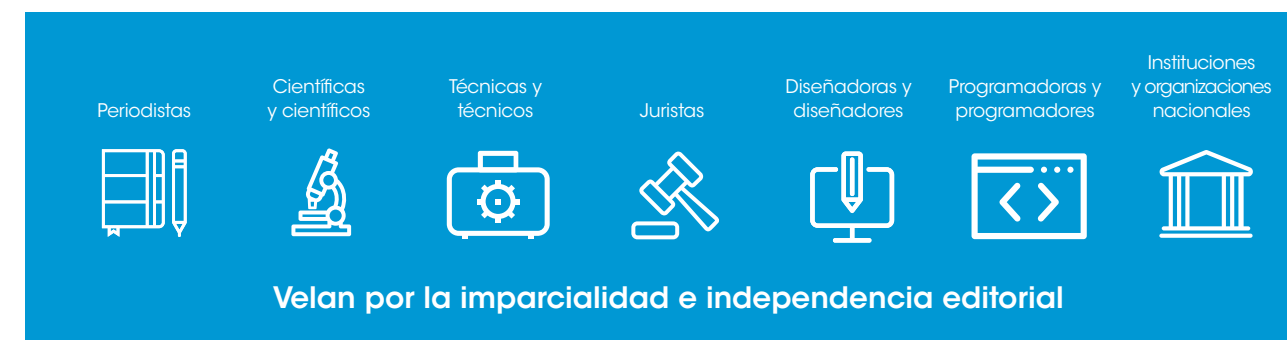 Periodistas
Científicas
y científicos
Técnicas y
técnicos
Juristas
Diseñadoras y
diseñadores
Programadoras y
programadores
Instituciones
y organizaciones
nacionales
Velan por la imparcialidad e independencia editorial